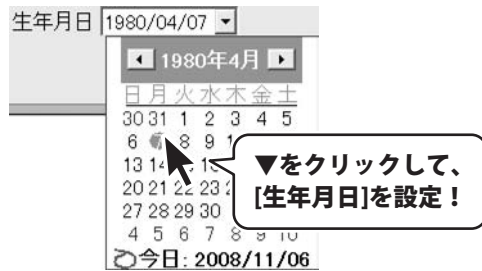 生年月日 1980/04/07
1980年4月
日 月 火 水 木 金 土
30 31 1 2 3 4 5
6 8 9
13
20 21 22 23
27 28 29 30
4 5 6 7 8 9 10
今日: 2008/11/06
▼をクリックして、
[生年月日]を設定！